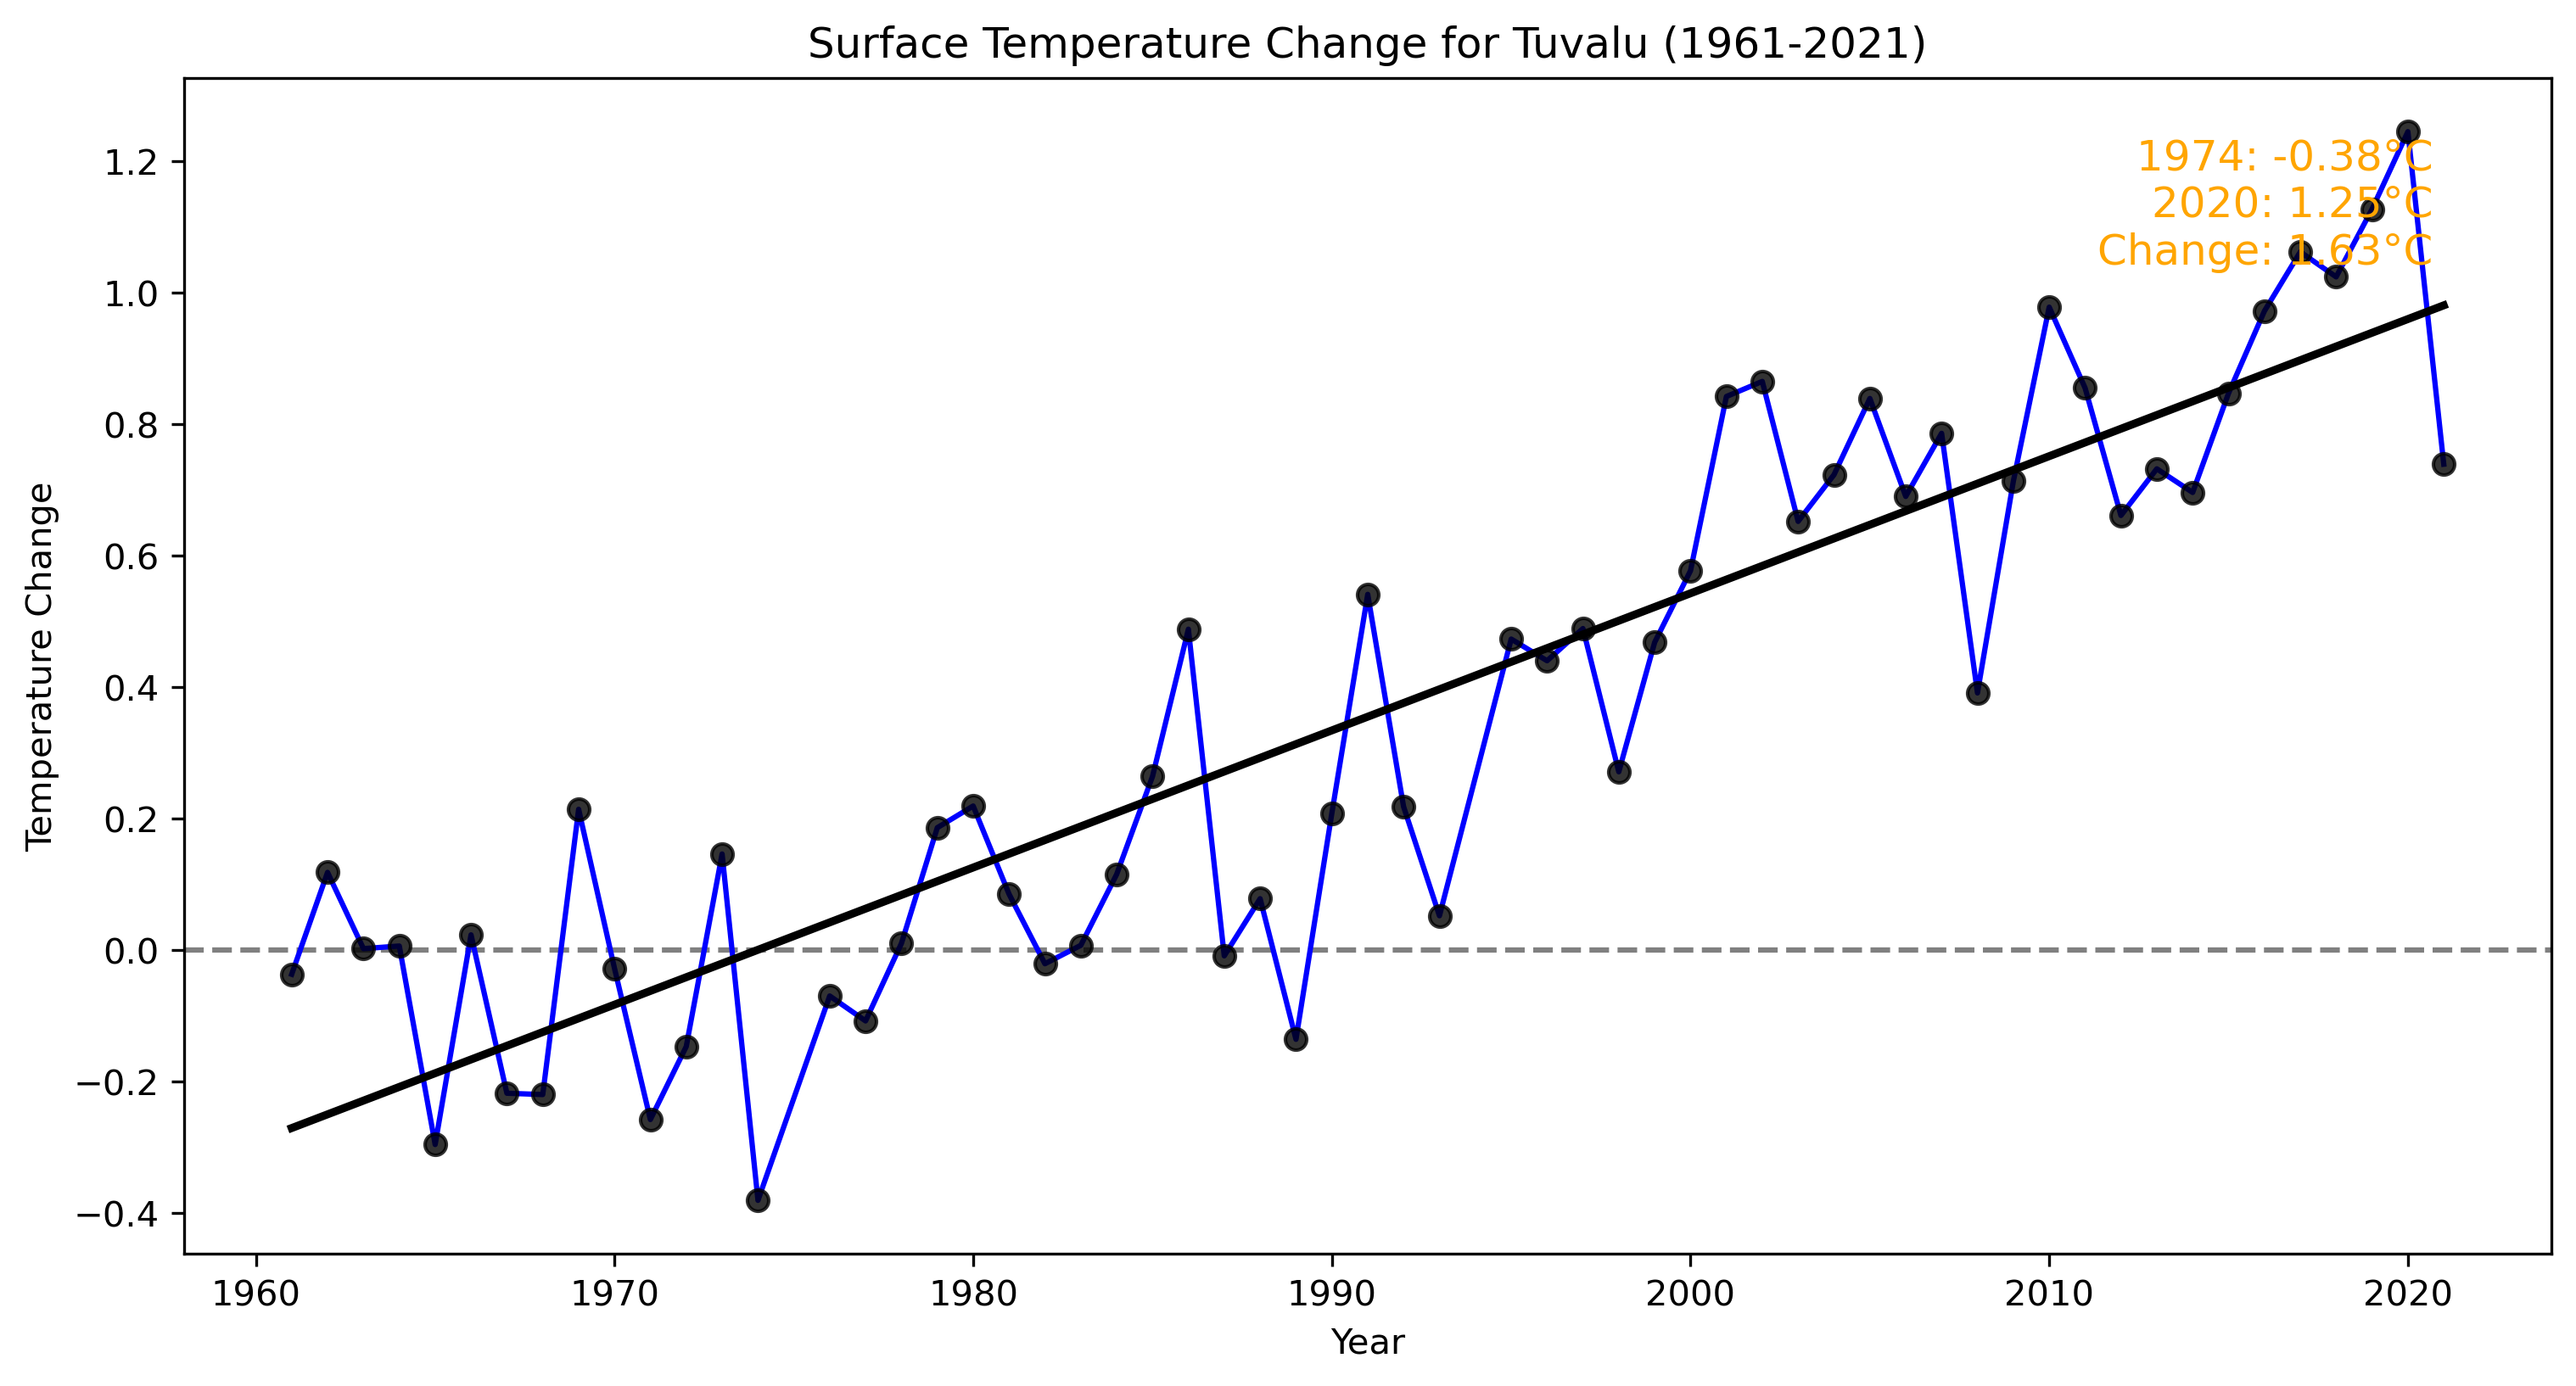 Surface Temperature Change for Tuvalu (1961-2021)
1974: -0.38°C
2020: 1.25°C
Change: 1.63°C
Temperature Change
1.2
1.0
0.8
0.6
0.4
0.2
0.0
−0.2
−0.4
1960 1970 1980 1990 2000 2010 2020
Year